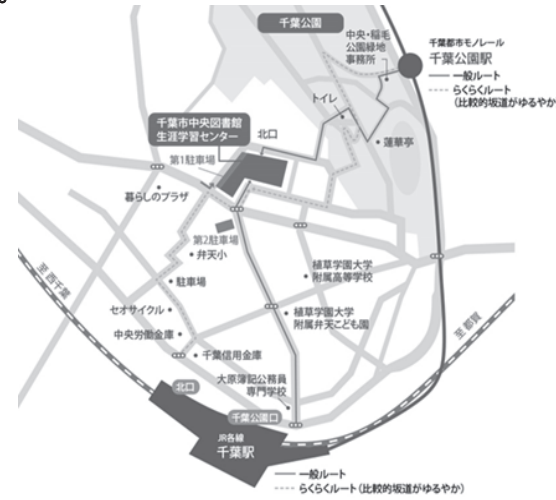 千葉公園
中央・稲毛
公園緑地
事務所
千葉都市モノレール
千葉公園駅
一般ルート
らくらくルート
(比較的坂道がゆるやか
トイレ
蓮華亭
千葉市中央図書館
生涯学習センター
北口
第1駐車場
暮らしのプラザ
第2駐車場
弁天小
駐車場
植草学園大学
附属高等学校
至西千葉
セオサイクル
植草学園大学
附属弁天こども園
至都賀
中央労働金庫
千葉信用金庫
大原簿記公務員
専門学校
北口
千葉公園口
JR各線
千葉駅
一般ルート
らくらくルート(比較的坂道がゆるやか)